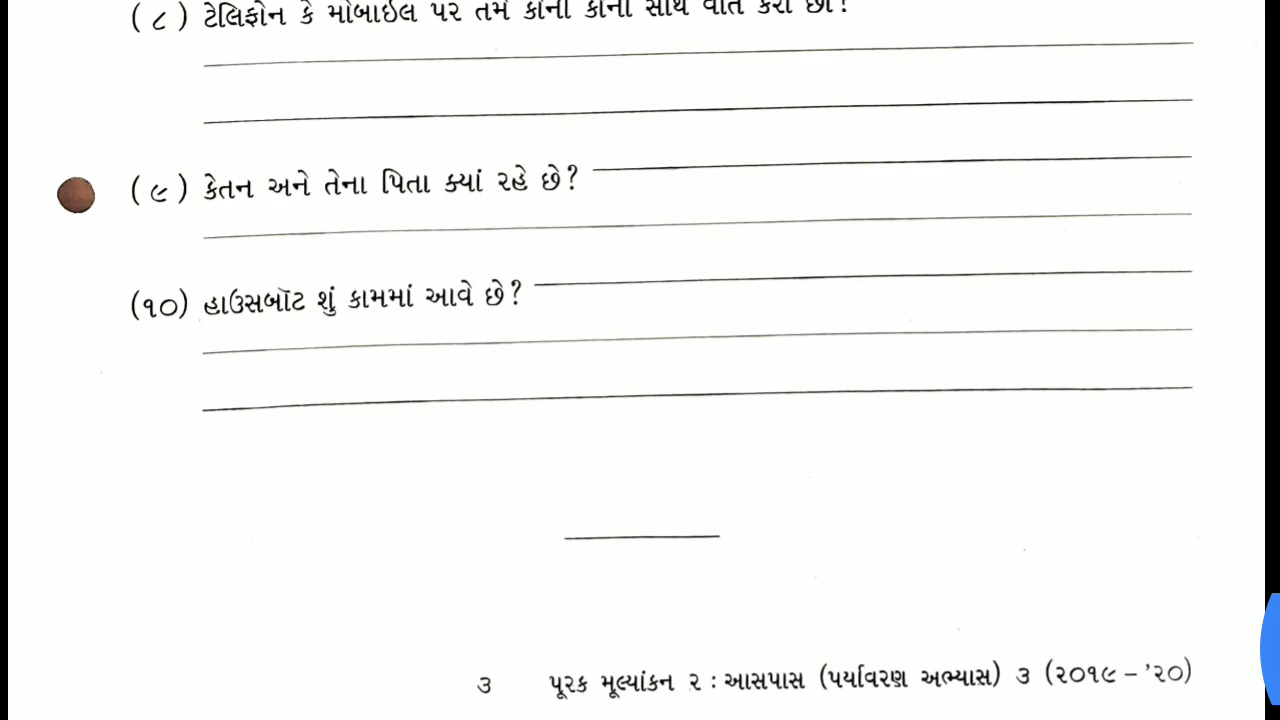 (૮) ટેલિફોન કે મોબાઈલ પર તમે કોની કોની સાથે વાત કરો છો?
(૯) કેતન અને તેના પિતા ક્યાં રહે છે?
(૧૦) હાઉસબૉટ શું કામમાં આવે છે?
૩ પૂરક મૂલ્યાંકન ૨ : આસપાસ (પર્યાવરણ અભ્યાસ) ૩ (૨૦૧૯ – '૨૦)